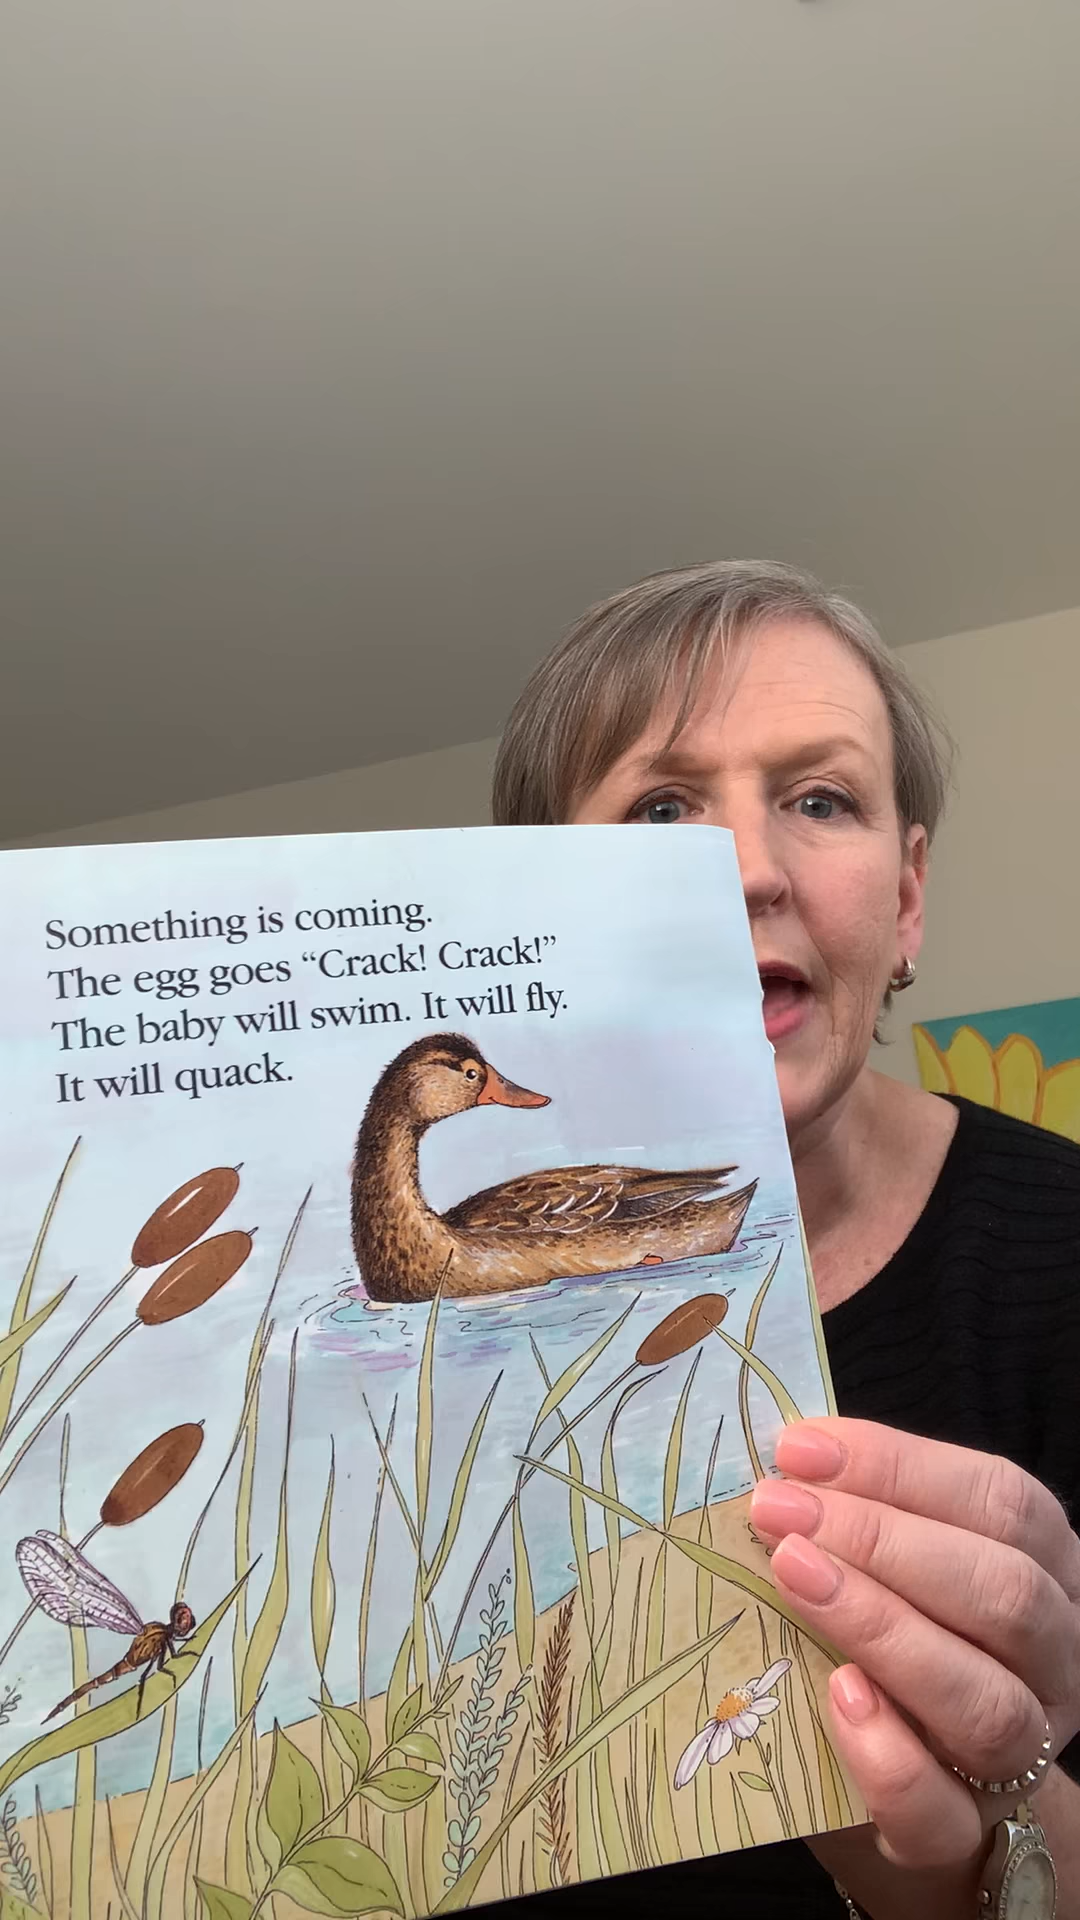 Something is coming.
The egg goes “Crack! Crack!”
The baby will swim. It will fly.
It will quack.